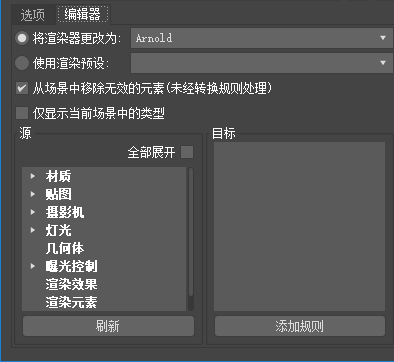 选项 编辑器
将渲染器更改为: Arnold
使用渲染预设:
从场景中移除无效的元素(未经转换规则处理)
仅显示当前场景中的类型
源 目标
全部展开
材质
贴图
摄影机
灯光
几何体
曝光控制
渲染效果
渲染元素
刷新 添加规则